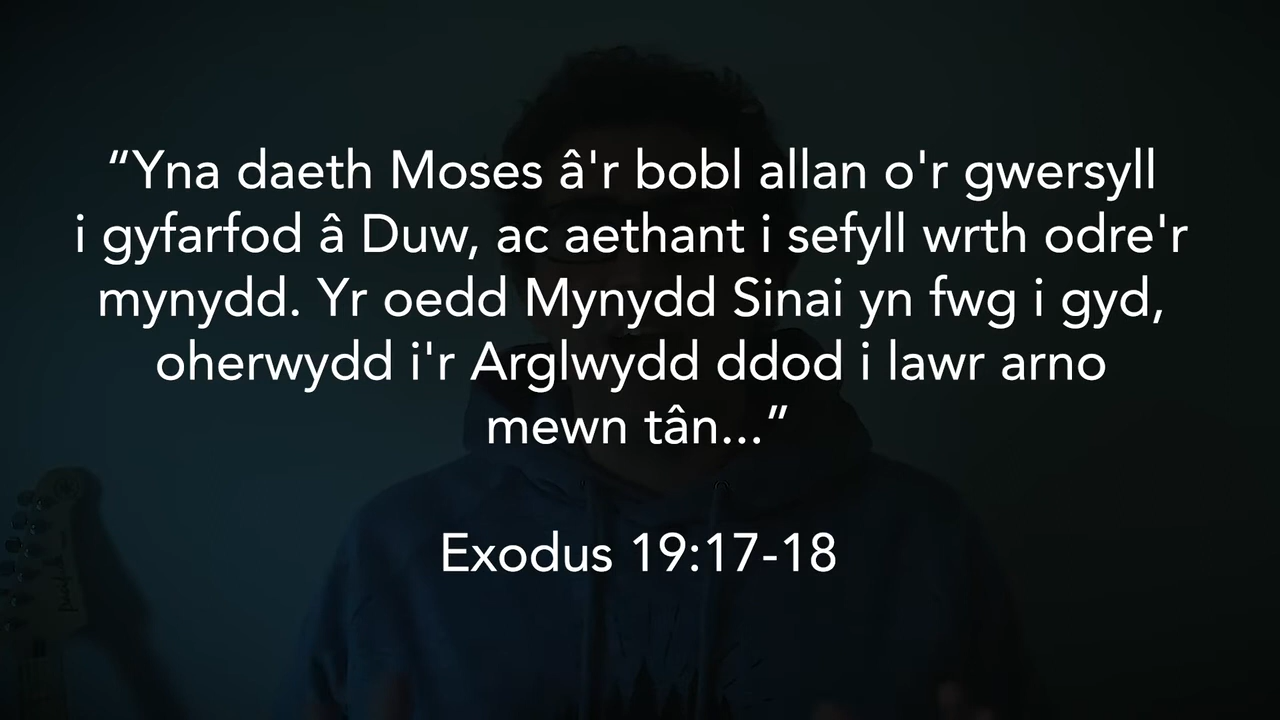 “Yna daeth Moses â'r bobl allan o'r gwersyll
i gyfarfod â Duw, ac aethant i sefyll wrth odre'r
mynydd. Yr oedd Mynydd Sinai yn fwg i gyd,
oherwydd i'r Arglwydd ddod i lawr arno
mewn tân...”
Exodus 19:17-18